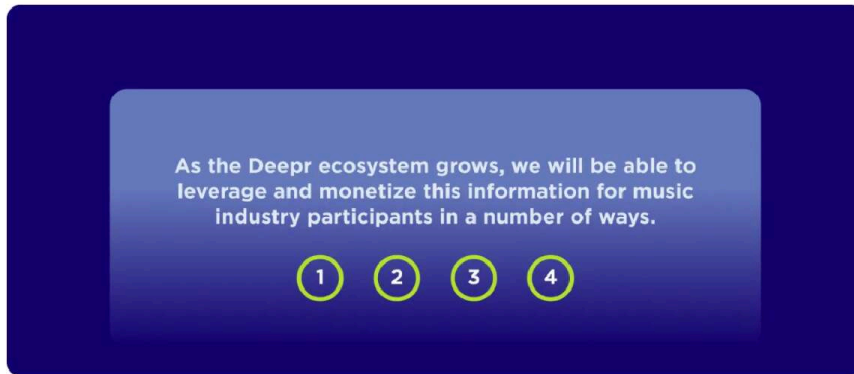 As the Deepr ecosystem grows, we will be able to
leverage and monetize this information for music
industry participants in a number of ways.
1 2 3 4